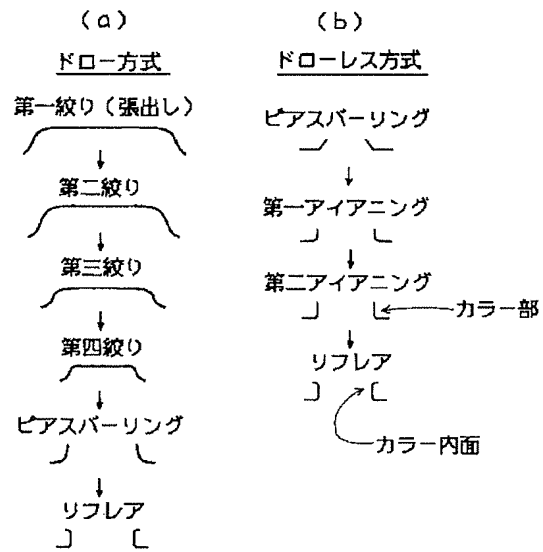 (a)
ドロー方式
第一絞り(張出し)
第二絞り
第三絞り
第四絞り
ピアスバーリング
リフレア
(b)
ドローレス方式
ピアスバーリング
第一アイアニング
第二アイアニング
カラー部
リフレア
カラー内面